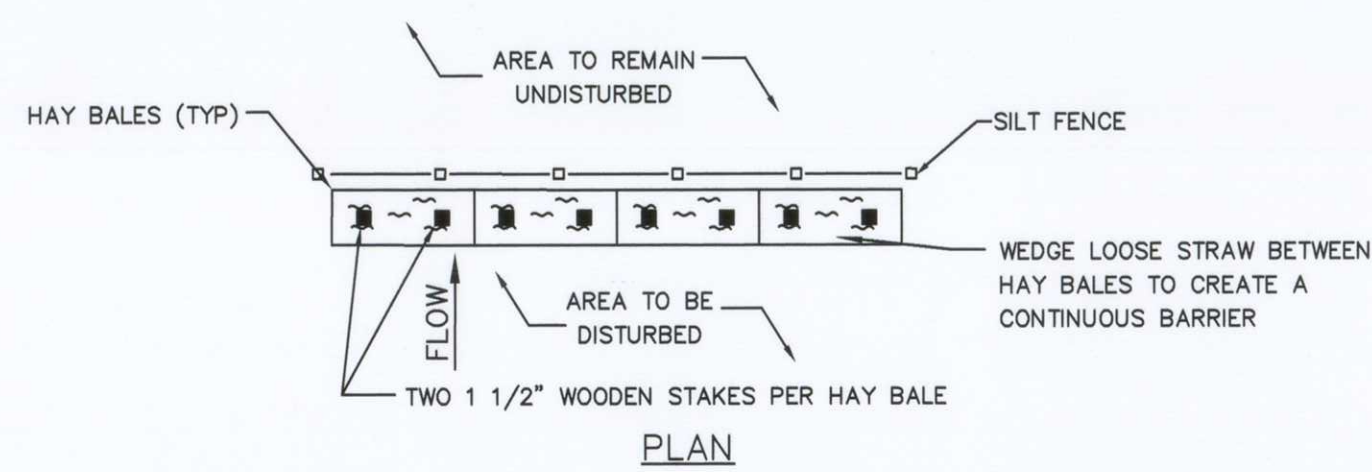 AREA TO REMAIN
UNDISTURBED
HAY BALES (TYP)
SILT FENCE
WEDGE LOOSE STRAW BETWEEN
HAY BALES TO CREATE A
CONTINUOUS BARRIER
FLOW
AREA TO BE
DISTURBED
TWO 1 1/2" WOODEN STAKES PER HAY BALE
PLAN